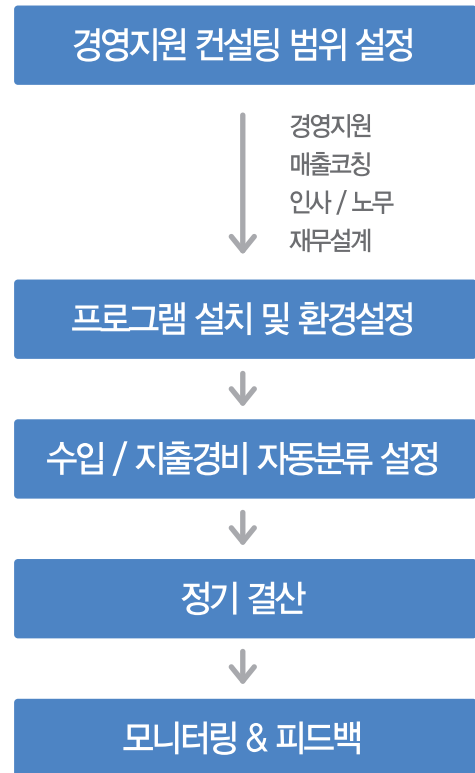 경영지원 컨설팅 범위 설정
경영지원
매출코칭
인사 / 노무
재무설계
프로그램 설치 및 환경설정
수입 / 지출경비 자동분류 설정
정기 결산
모니터링 & 피드백